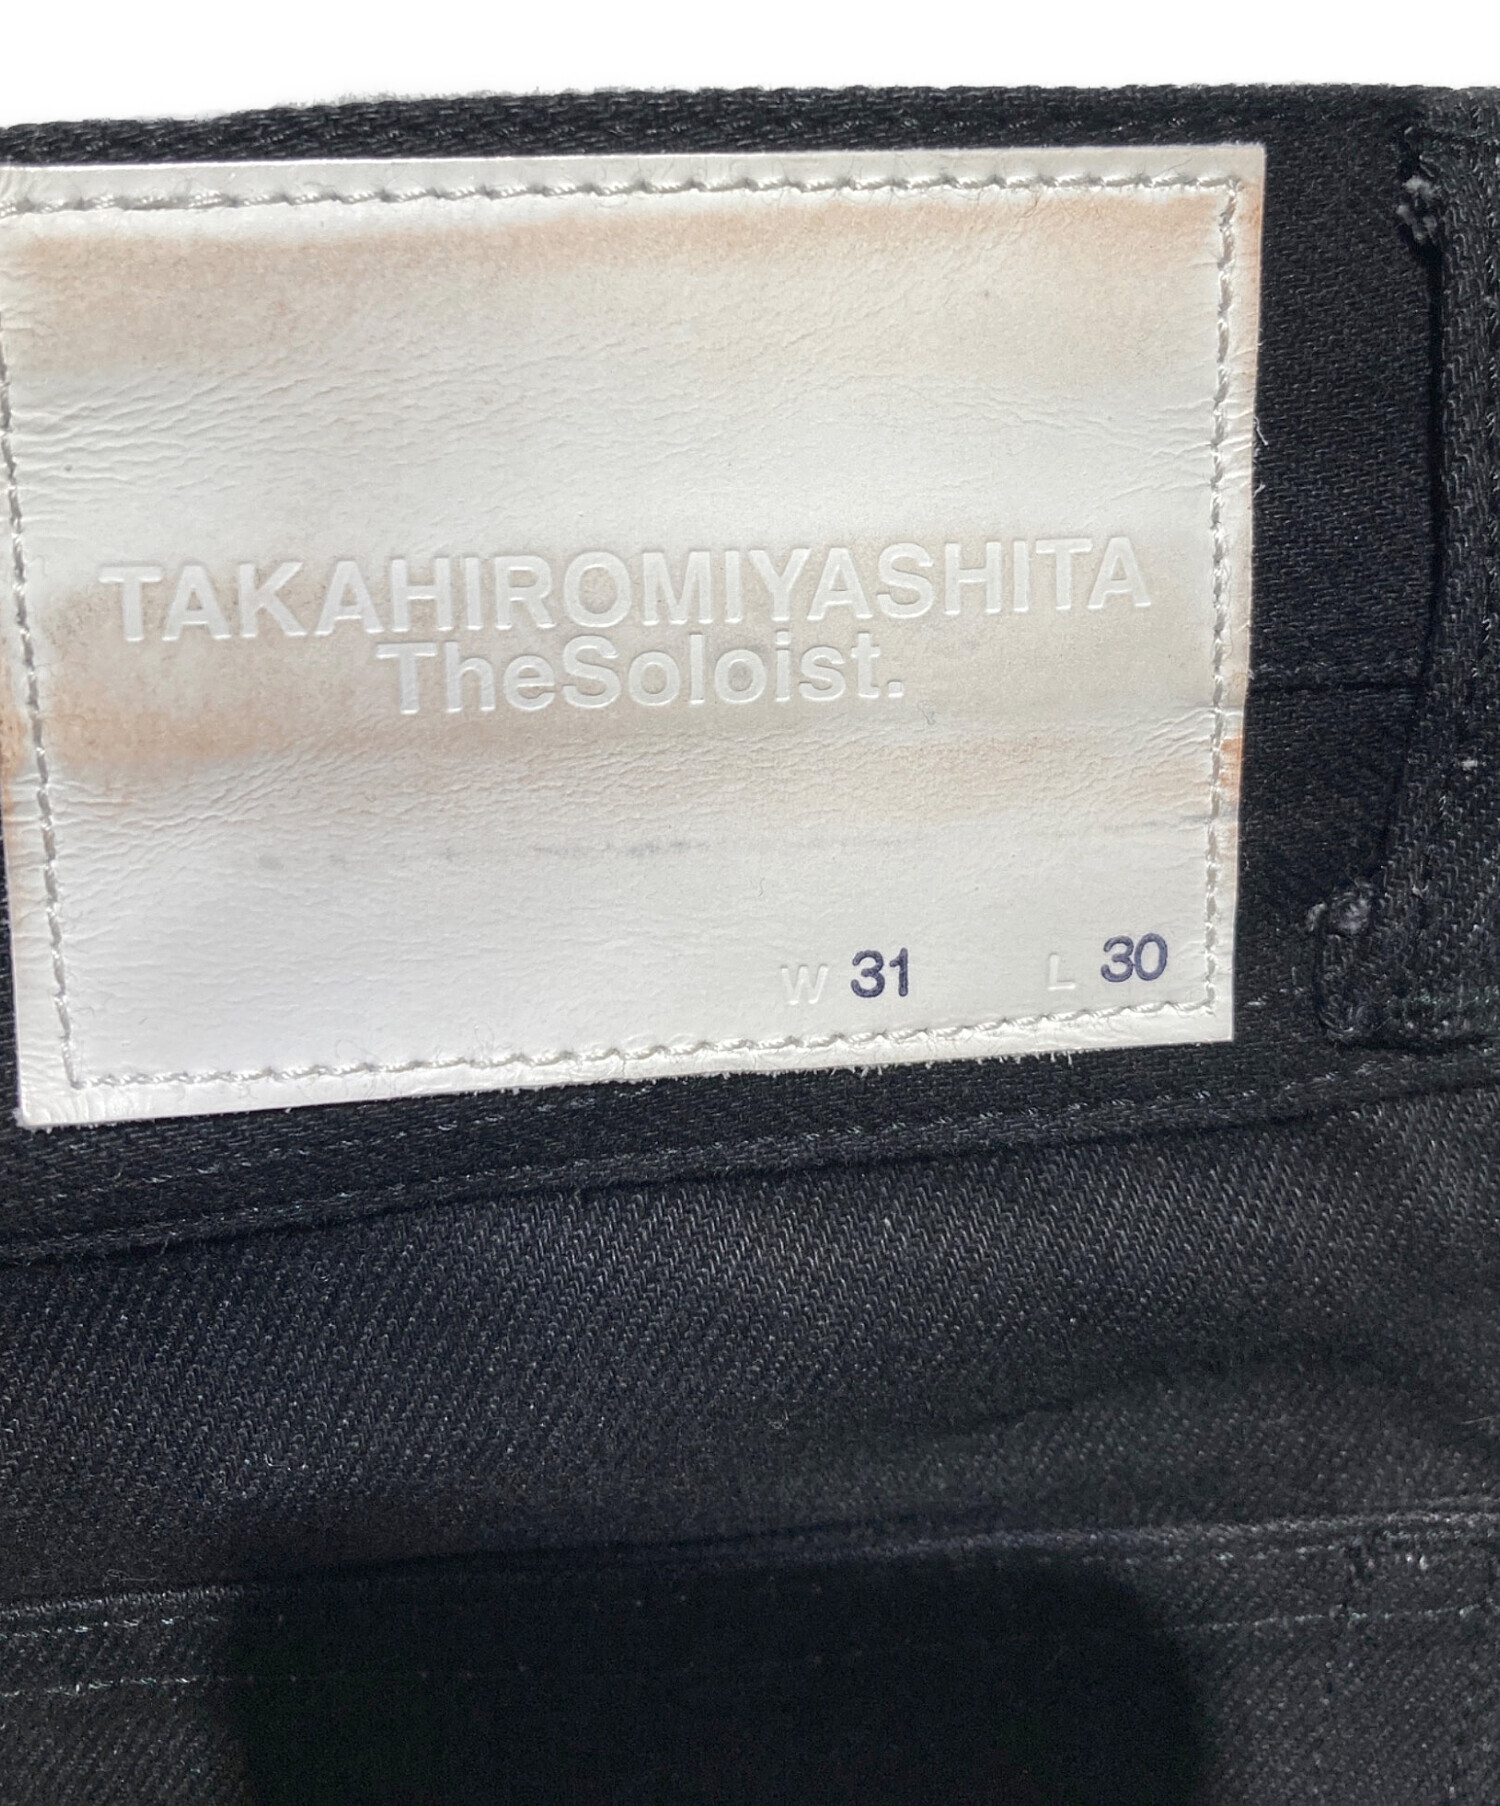 TAKAHIROMIYASHITA
TheSoloist.
W 31 L 30